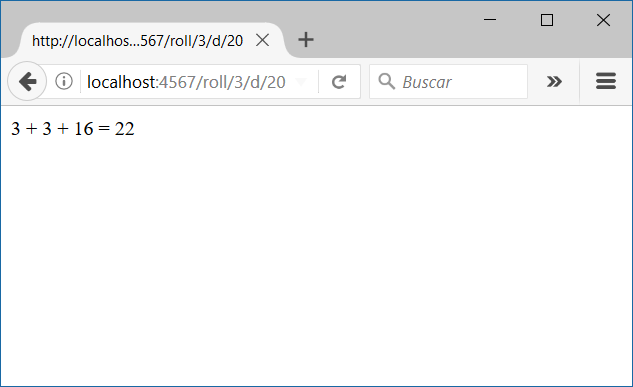 http://localhos...567/roll/3/d/20
localhost:4567/roll/3/d/20 Buscar
3 + 3 + 16 = 22